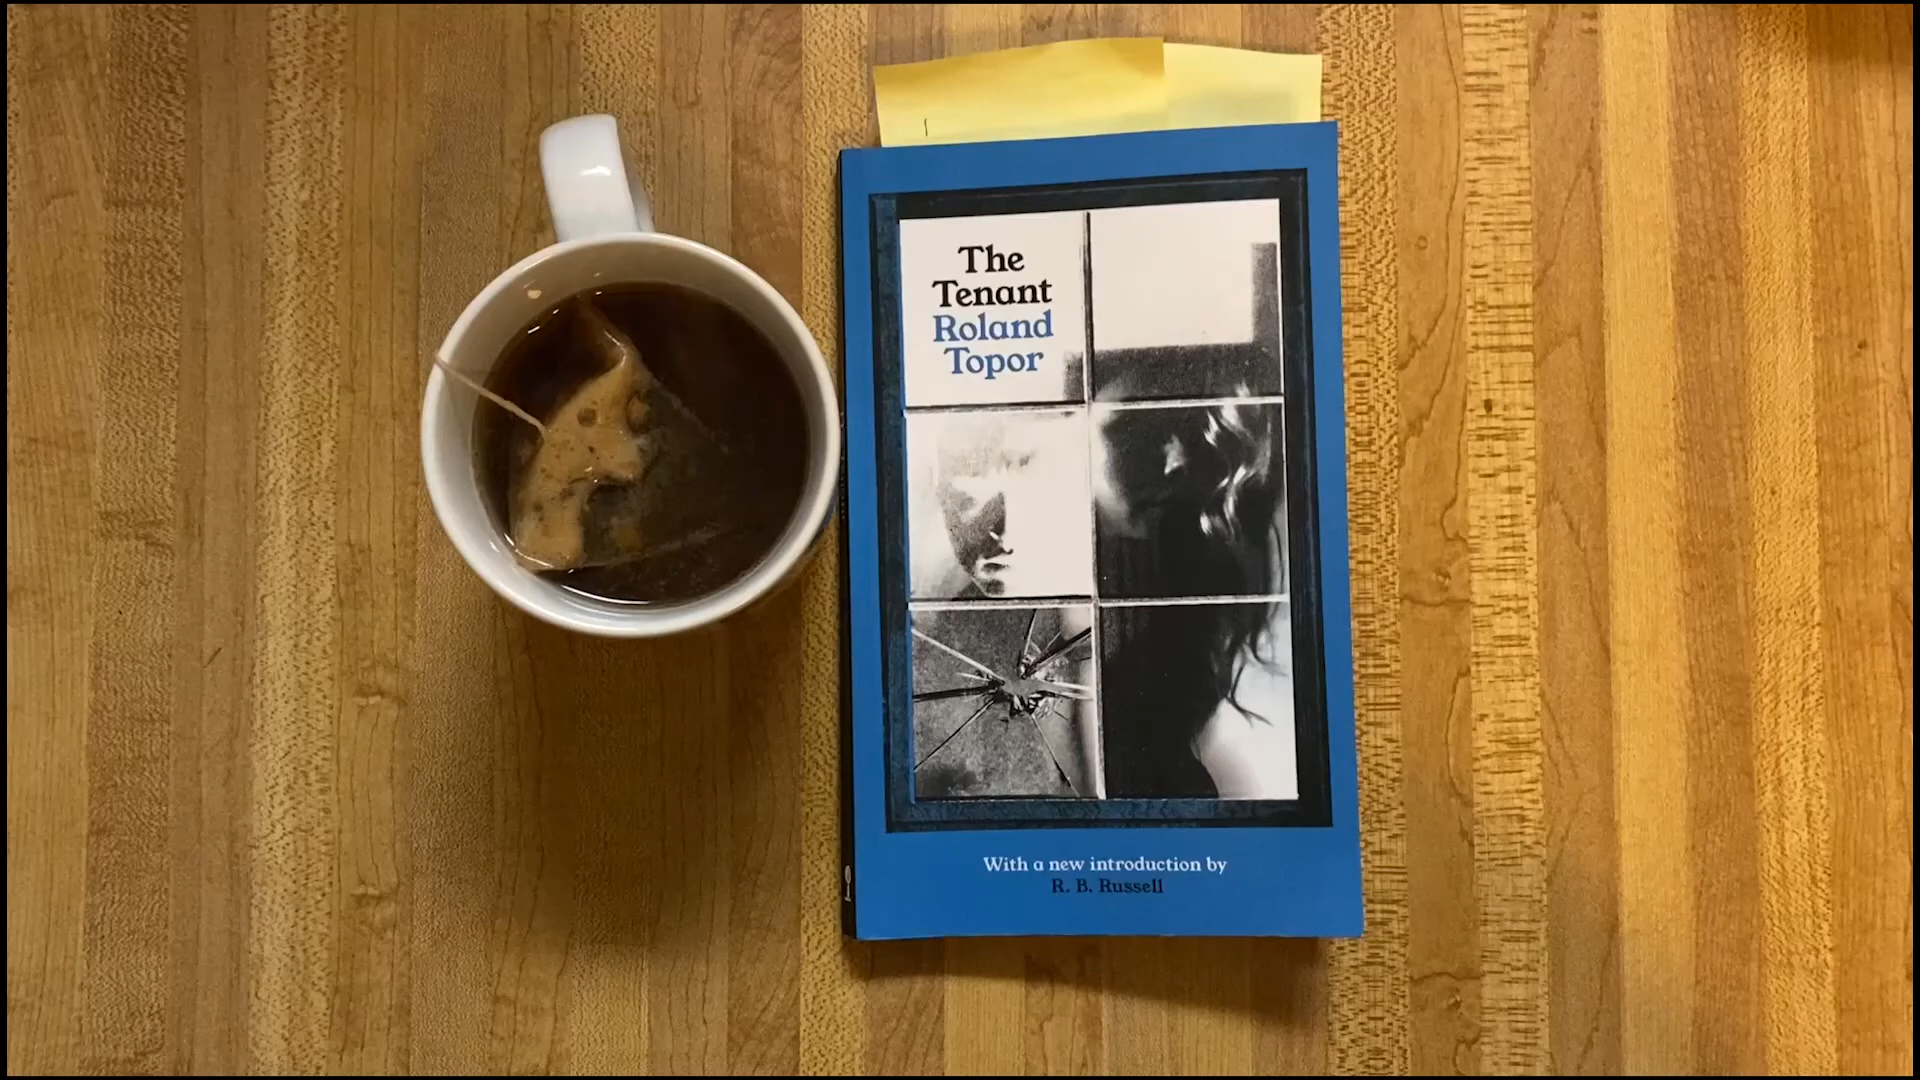 The
Tenant
Roland
Topor
With a new introduction by
R. B. Russell